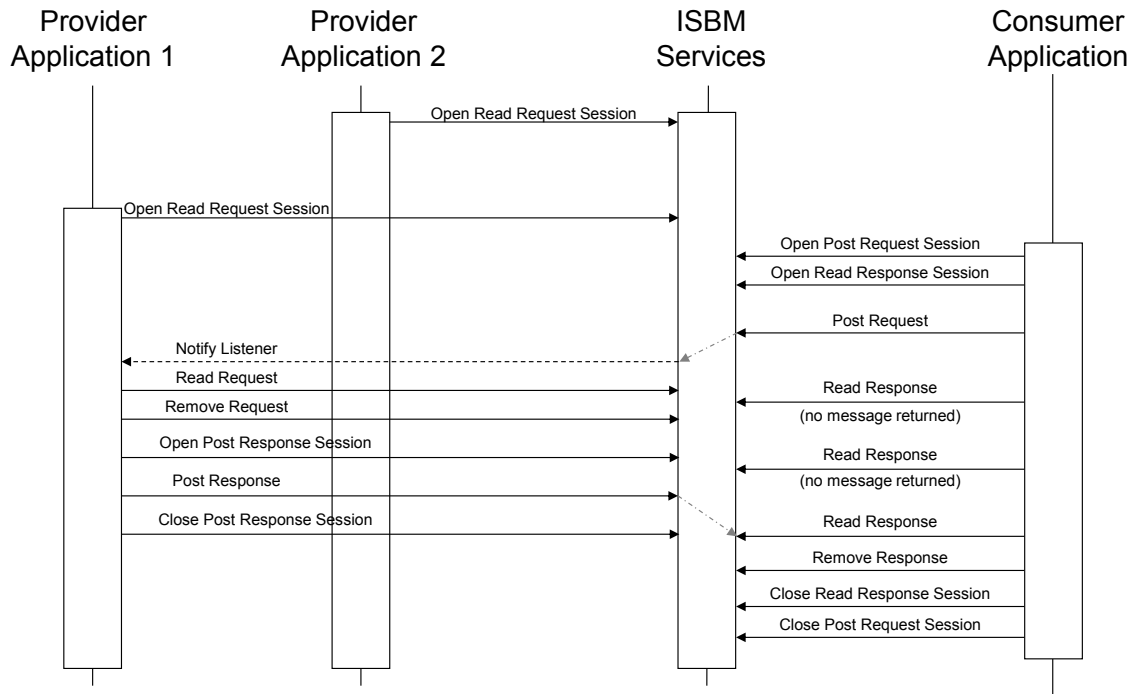 Provider
Application 1
Provider
Application 2
ISBM
Services
Consumer
Application
Open Read Request Session
Open Read Request Session
Open Post Request Session
Open Read Response Session
Post Request
Notify Listener
Read Request
Read Response
Remove Request
(no message returned)
Open Post Response Session
Read Response
Post Response
(no message returned)
Close Post Response Session
Read Response
Remove Response
Close Read Response Session
Close Post Request Session